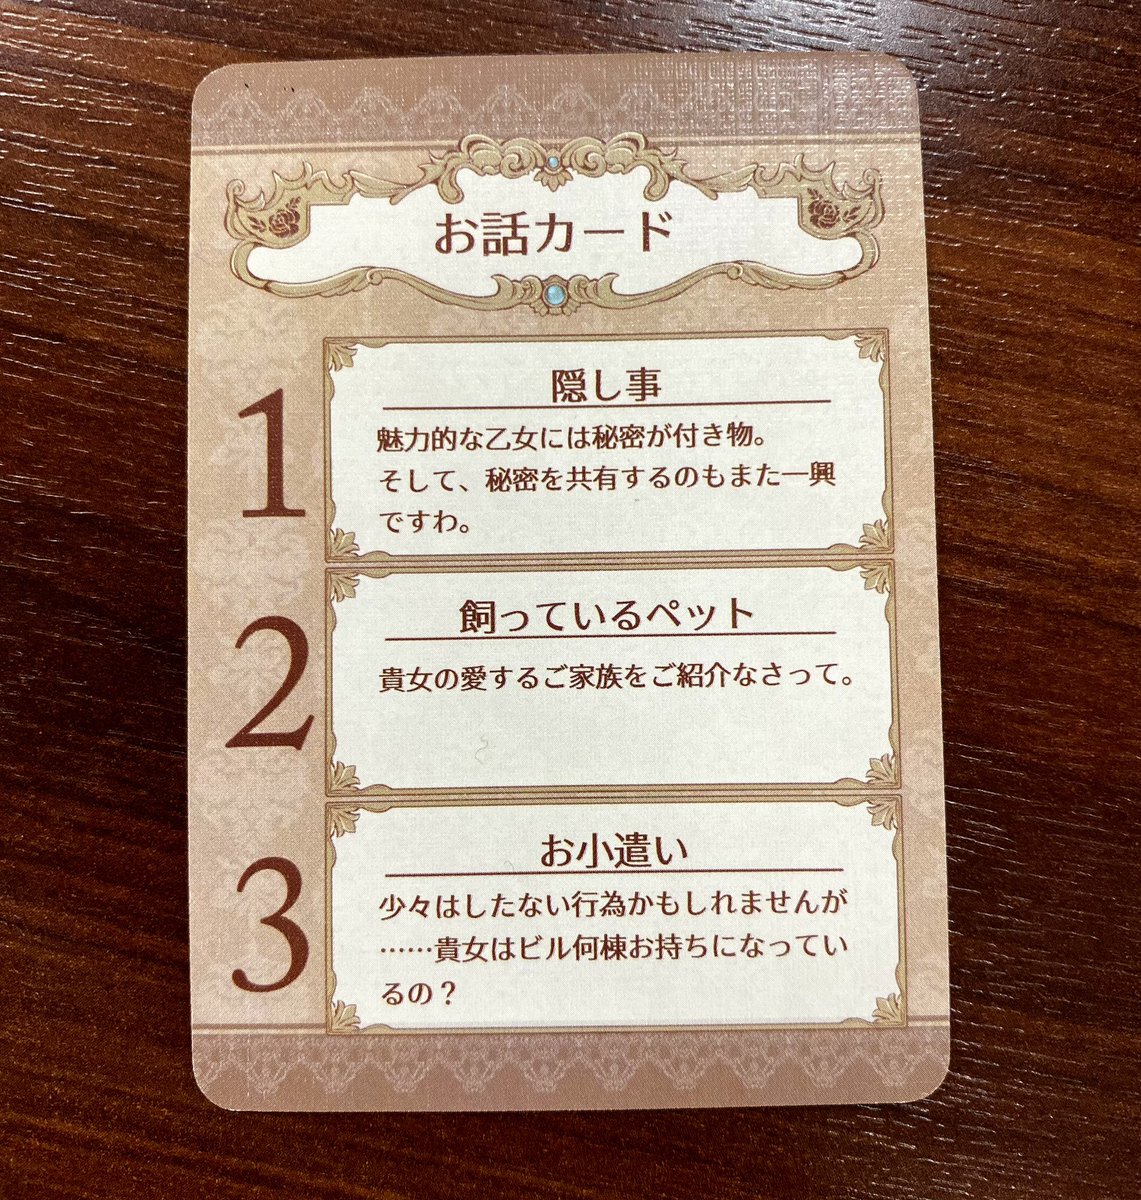 お話カード
1
隠し事
魅力的な乙女には秘密が付き物。
そして、秘密を共有するのもまた一興
ですわ。
2
飼っているペット
貴女の愛するご家族をご紹介なさって。
3
お小遣い
少々はしたない行為かもしれませんが
……貴女はビル何棟お持ちになってい
るの？